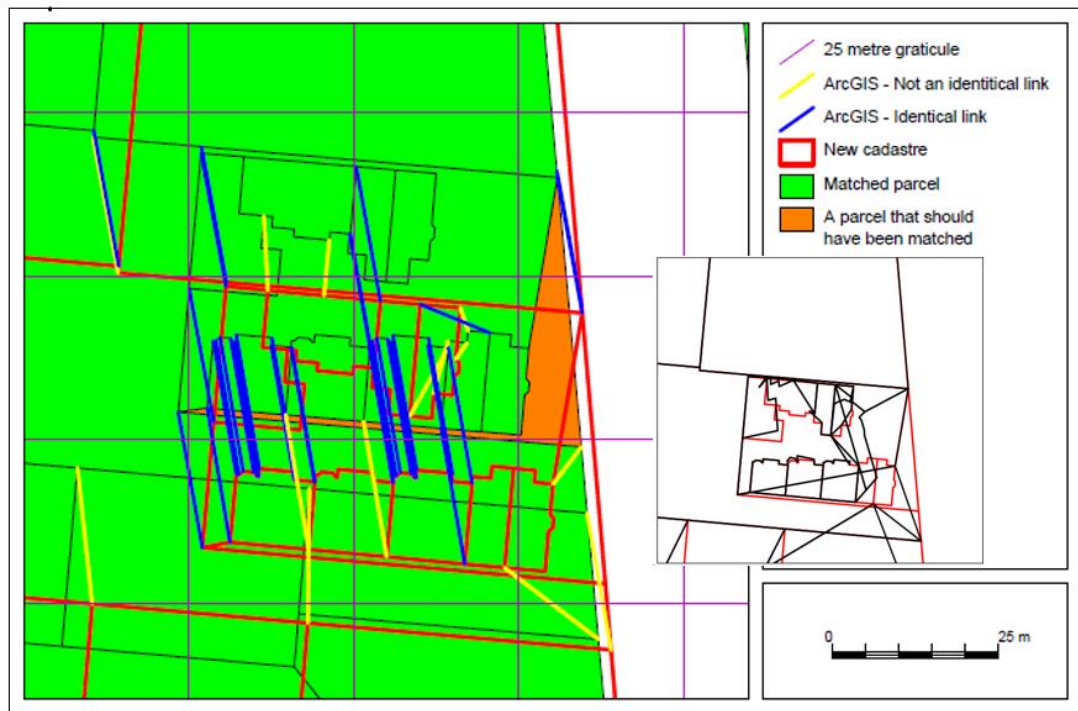 25 metre graticule
ArcGIS - Not an identitical link
ArcGIS - Identical link
New cadastre
Matched parcel
A parcel that should
have been matched
0 25 m